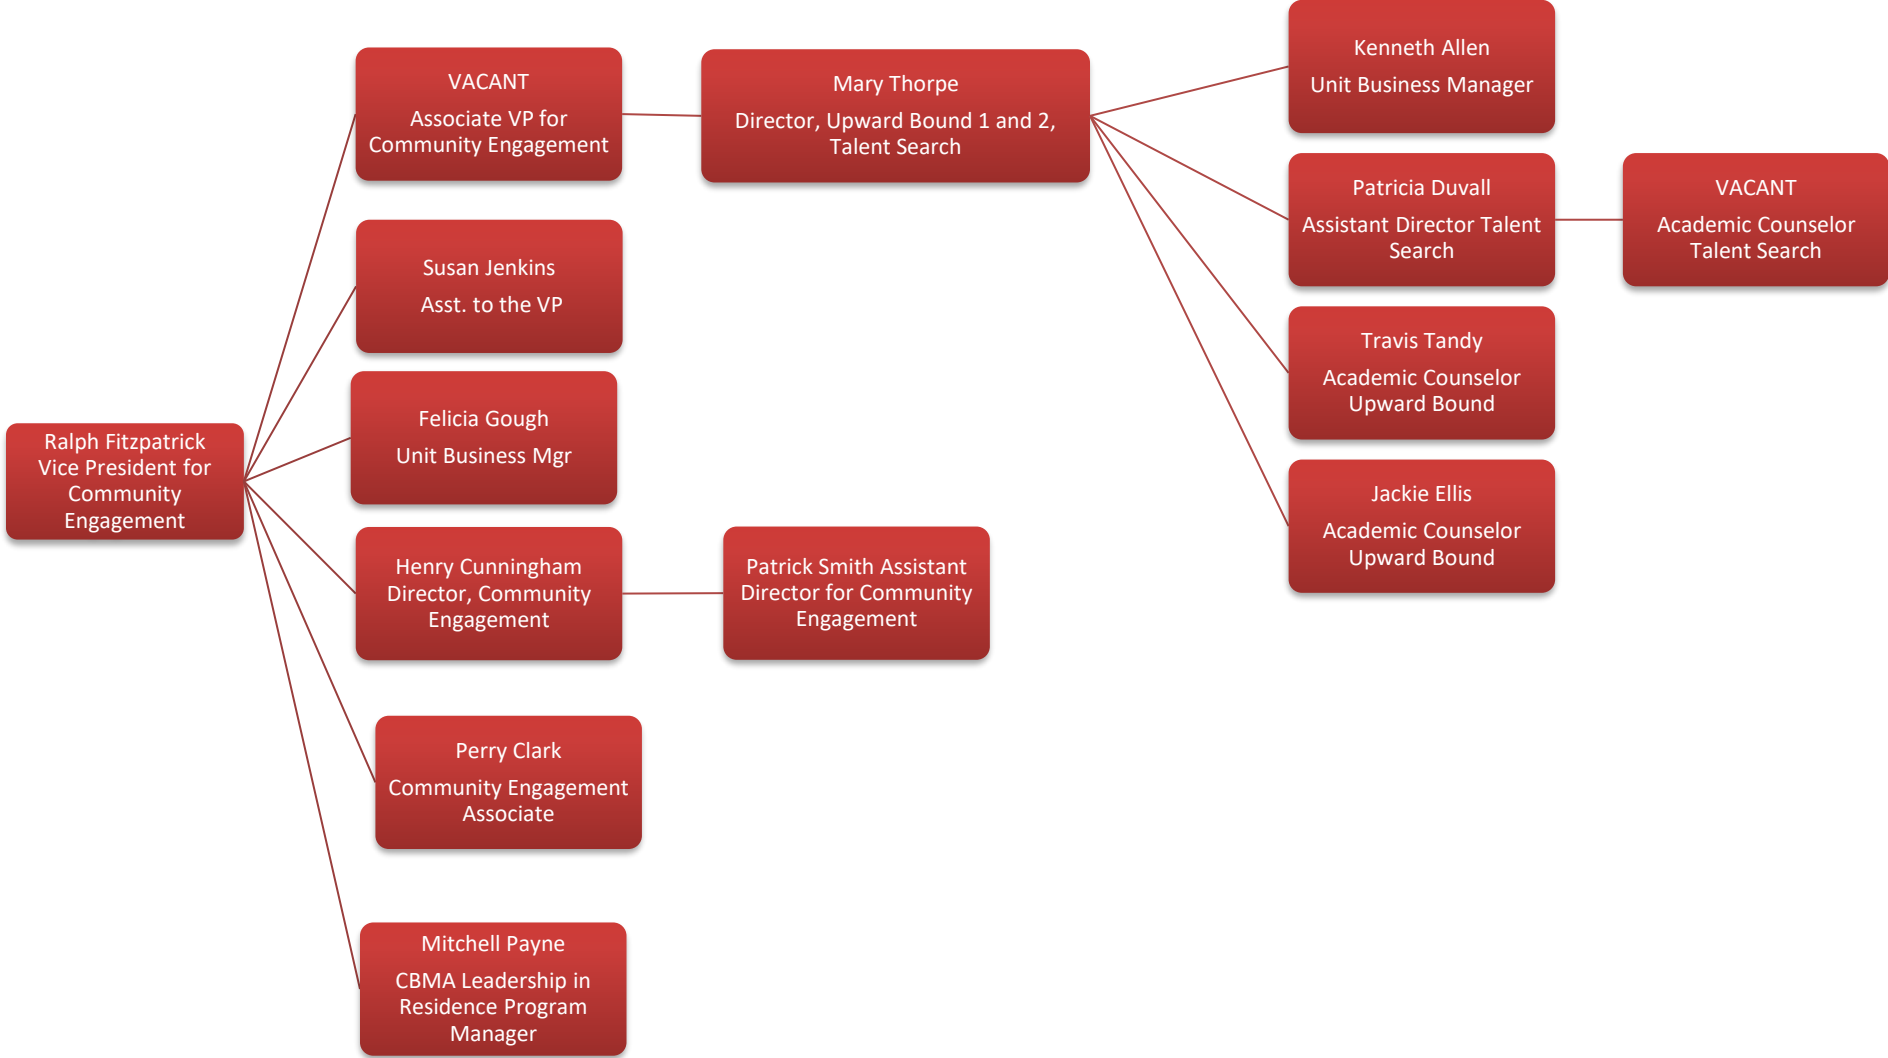 Ralph Fitzpatrick
Vice President for
Community
Engagement
VACANT
Associate VP for
Community Engagement
Mary Thorpe
Director, Upward Bound 1 and 2,
Talent Search
Kenneth Allen
Unit Business Manager
Patricia Duvall
Assistant Director Talent
Search
VACANT
Academic Counselor
Talent Search
Travis Tandy
Academic Counselor
Upward Bound
Jackie Ellis
Academic Counselor
Upward Bound
Susan Jenkins
Asst. to the VP
Felicia Gough
Unit Business Mgr
Henry Cunningham
Director, Community
Engagement
Patrick Smith Assistant
Director for Community
Engagement
Perry Clark
Community Engagement
Associate
Mitchell Payne
CBMA Leadership in
Residence Program
Manager